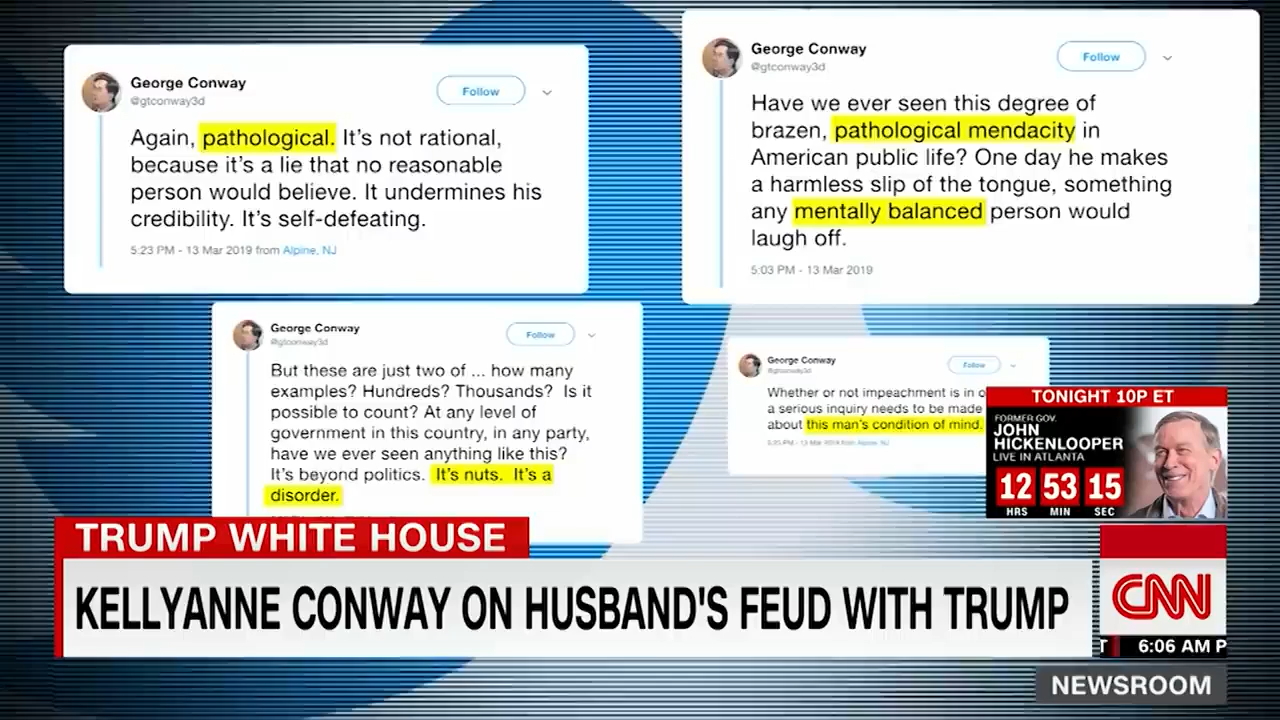 George Conway
@gtconway3d
Follow
Again, pathological. It's not rational,
because it's a lie that no reasonable
person would believe. It undermines his
credibility. It's self-defeating.
5:23 PM - 13 Mar 2019 from Alpine, NJ
George Conway
@gtconway3d
Follow
Have we ever seen this degree of
brazen, pathological mendacity in
American public life? One day he makes
a harmless slip of the tongue, something
any mentally balanced person would
laugh off.
5:03 PM - 13 Mar 2019
George Conway
@gtconway3d
Follow
But these are just two of ... how many
examples? Hundreds? Thousands? Is it
possible to count? At any level of
government in this country, in any party,
have we ever seen anything like this?
It's beyond politics. It's nuts. It's a
disorder.
George Conway
@gtconway3d
Follow
Whether or not impeachment is in o
a serious inquiry needs to be made
about this man's condition of mind.
13 Mar 2019 from Alpine, NJ
TONIGHT 10P ET
FORMER GOV.
JOHN
HICKENLOOPER
LIVE IN ATLANTA
12 53 15
HRS MIN SEC
TRUMP WHITE HOUSE
KELLYANNE CONWAY ON HUSBAND'S FEUD WITH TRUMP
CNN
T 6:06 AM P
NEWSROOM